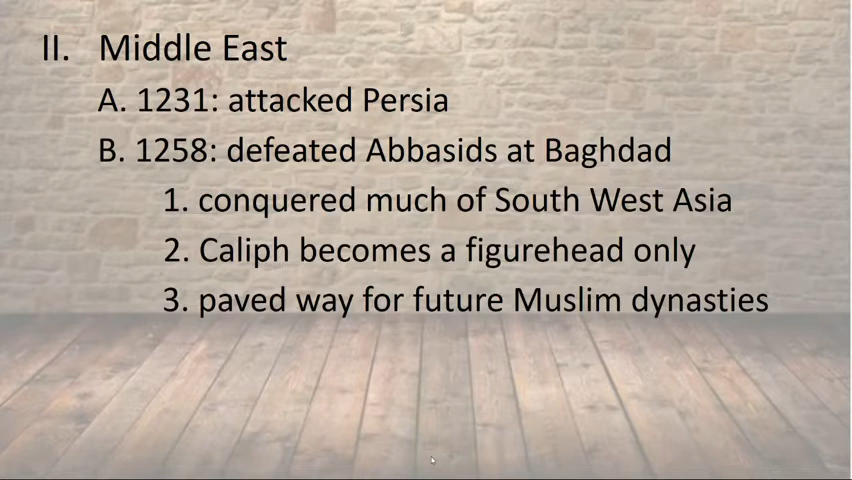 II. Middle East
A. 1231: attacked Persia
B. 1258: defeated Abbasids at Baghdad
1. conquered much of South West Asia
2. Caliph becomes a figurehead only
3. paved way for future Muslim dynasties